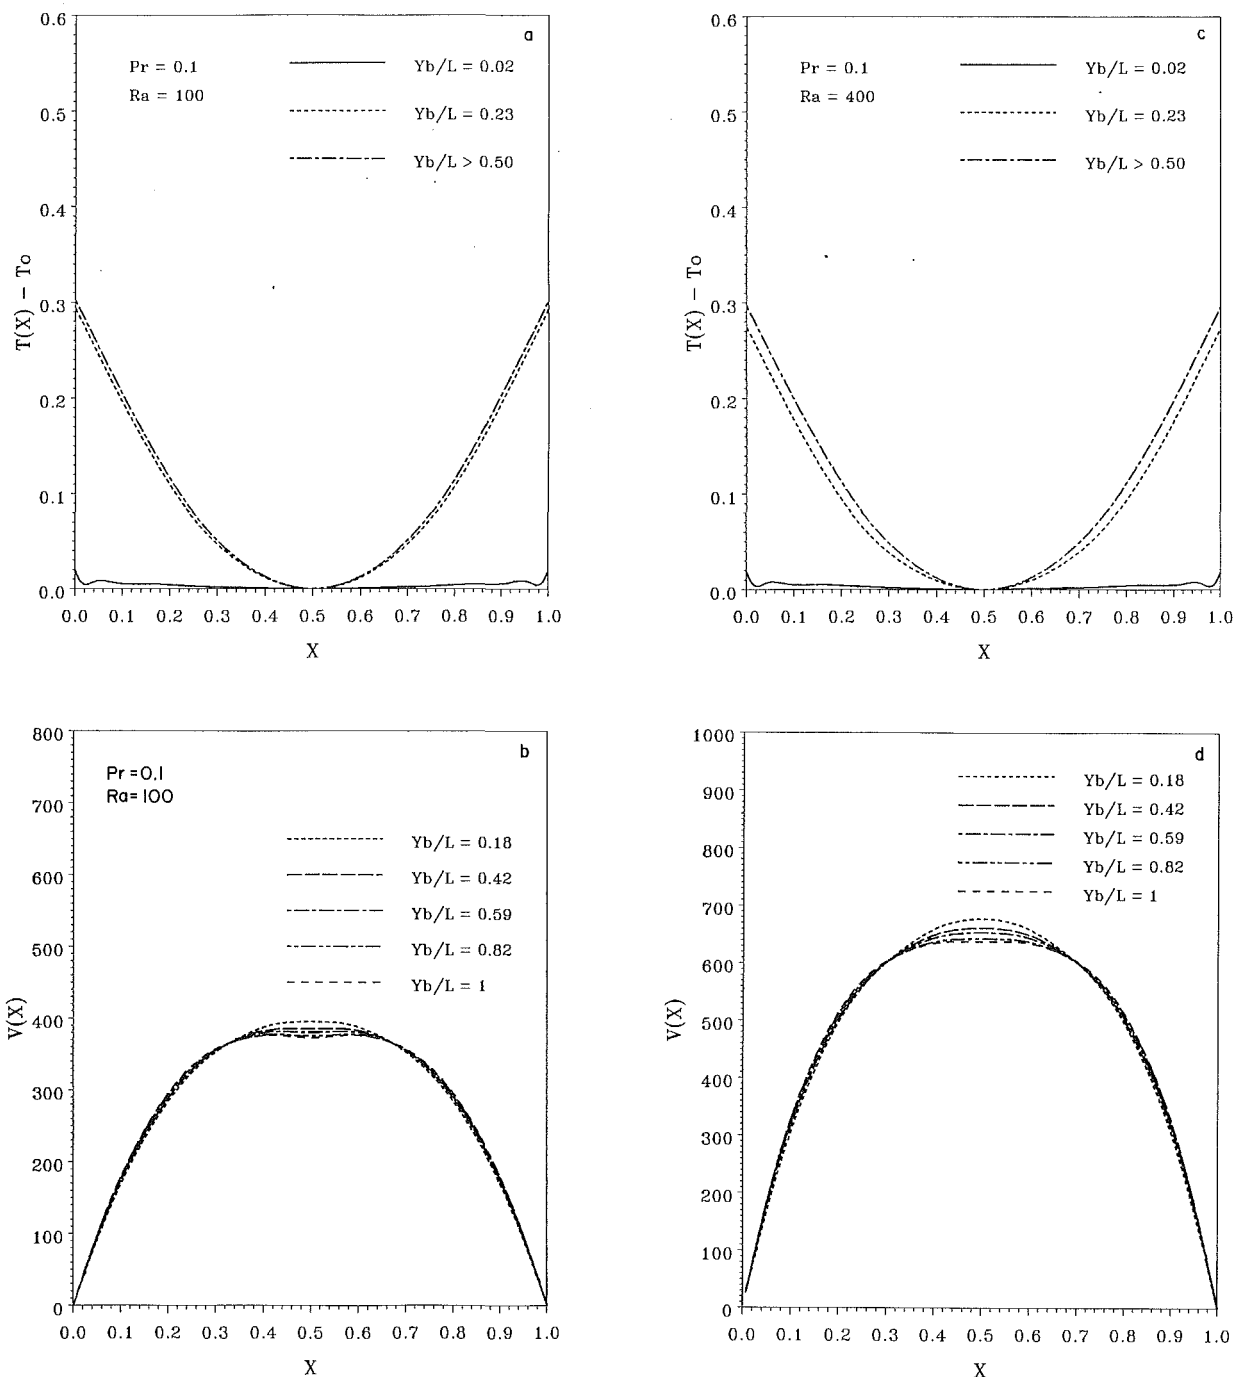 a
Pr = 0.1
Ra = 100
Yb/L = 0.02
Yb/L = 0.23
Yb/L > 0.50
0.6
0.5
0.4
0.3
0.2
0.1
0.0
T(X) – To
0.0 0.1 0.2 0.3 0.4 0.5 0.6 0.7 0.8 0.9 1.0
X
c
Pr = 0.1
Ra = 400
Yb/L = 0.02
Yb/L = 0.23
Yb/L > 0.50
0.6
0.5
0.4
0.3
0.2
0.1
0.0
T(X) – To
0.0 0.1 0.2 0.3 0.4 0.5 0.6 0.7 0.8 0.9 1.0
X
b
Pr = 0.1
Ra = 100
Yb/L = 0.18
Yb/L = 0.42
Yb/L = 0.59
Yb/L = 0.82
Yb/L = 1
800
700
600
500
400
300
200
100
0
V(X)
0.0 0.1 0.2 0.3 0.4 0.5 0.6 0.7 0.8 0.9 1.0
X
d
Yb/L = 0.18
Yb/L = 0.42
Yb/L = 0.59
Yb/L = 0.82
Yb/L = 1
1000
900
800
700
600
500
400
300
200
100
0
V(X)
0.0 0.1 0.2 0.3 0.4 0.5 0.6 0.7 0.8 0.9 1.0
X